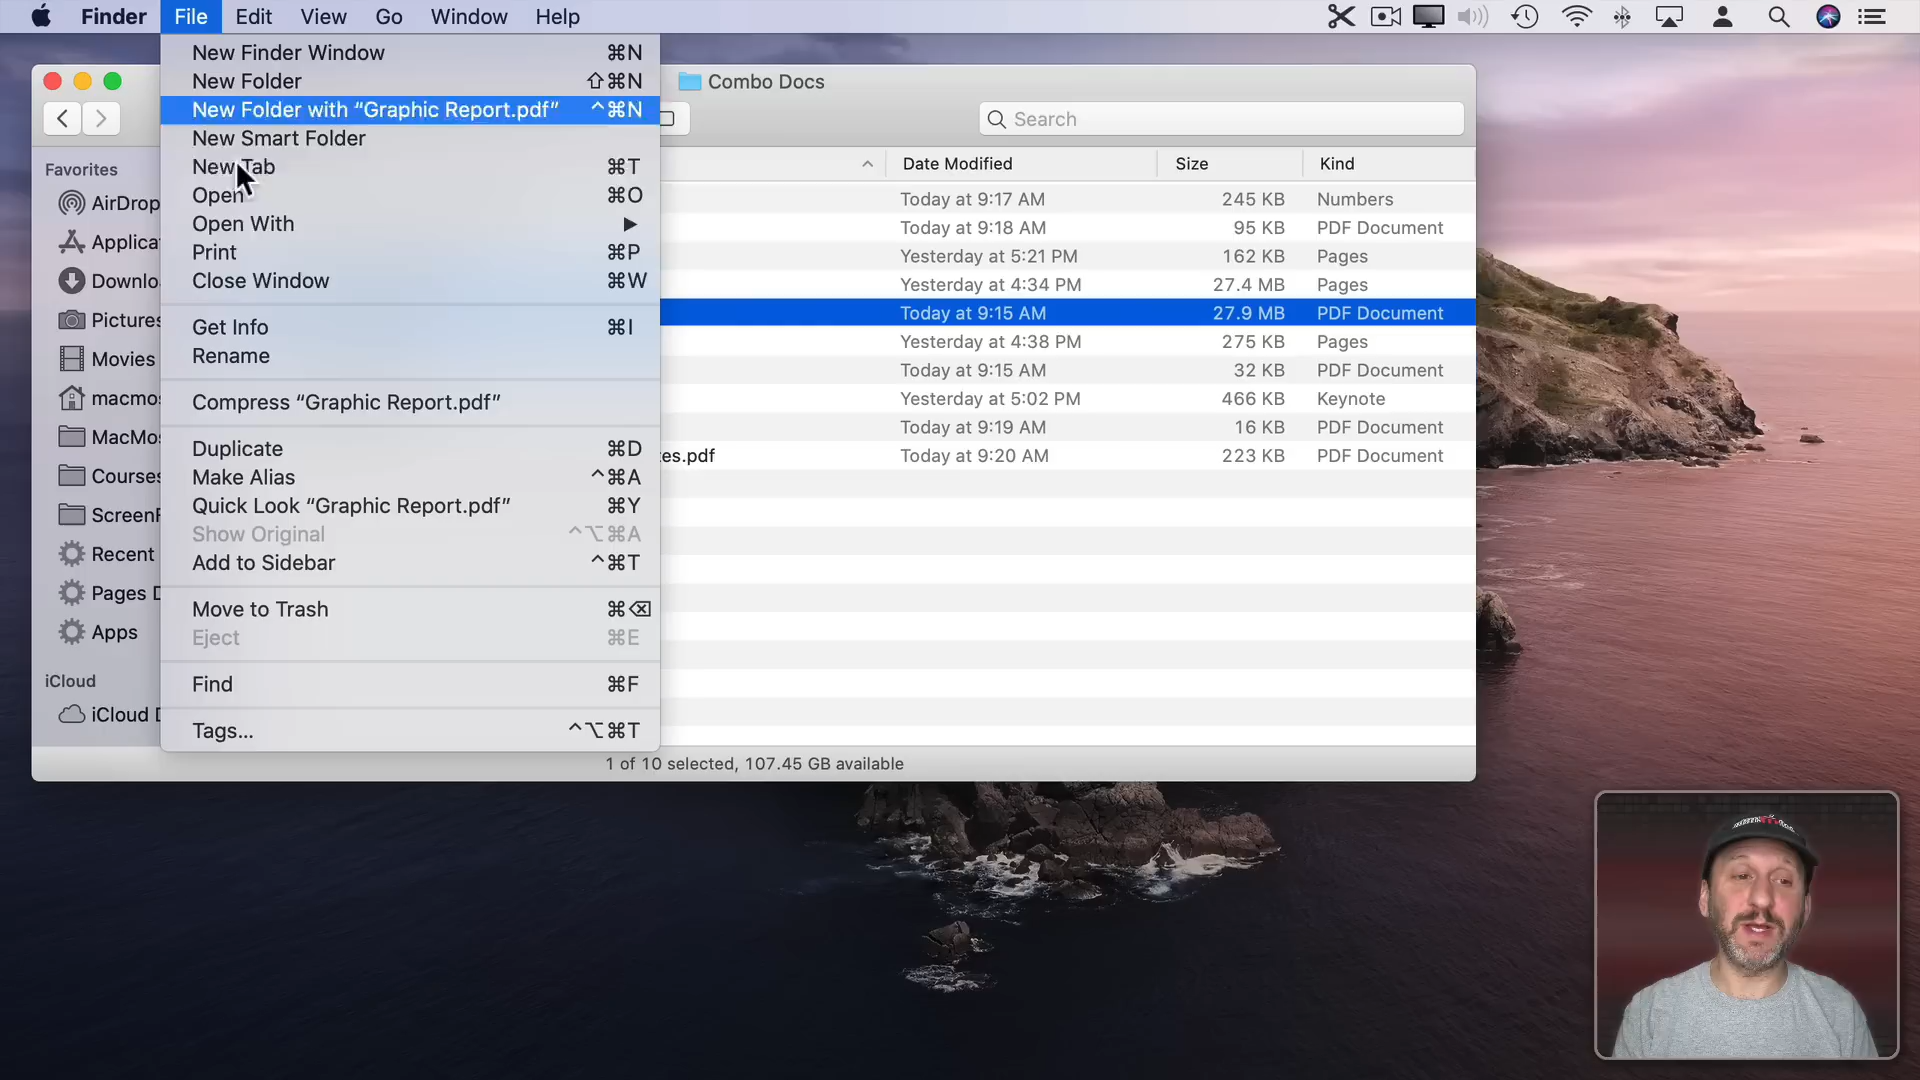 Finder File Edit View Go Window Help
New Finder Window ⌘N
New Folder ⇧⌘N
New Folder with “Graphic Report.pdf” ^⌘N
New Smart Folder
New Tab ⌘T
Open ⌘O
Open With ▶
Print ⌘P
Close Window ⌘W
Get Info ⌘I
Rename
Compress “Graphic Report.pdf”
Duplicate ⌘D
Make Alias ^⌘A
Quick Look “Graphic Report.pdf” ⌘Y
Show Original ^⌥⌘A
Add to Sidebar ^⌘T
Move to Trash ⌘⌫
Eject ⌘E
Find ⌘F
Tags... ^⌥⌘T
Favorites
AirDrop
Applica
Downlo
Pictures
Movies
macmos
MacMos
Courses
ScreenF
Recent
Pages D
Apps
iCloud
iCloud D
Combo Docs
Search
Date Modified Size Kind
Today at 9:17 AM 245 KB Numbers
Today at 9:18 AM 95 KB PDF Document
Yesterday at 5:21 PM 162 KB Pages
Yesterday at 4:34 PM 27.4 MB Pages
Today at 9:15 AM 27.9 MB PDF Document
Yesterday at 4:38 PM 275 KB Pages
Today at 9:15 AM 32 KB PDF Document
Yesterday at 5:02 PM 466 KB Keynote
Today at 9:19 AM 16 KB PDF Document
es.pdf Today at 9:20 AM 223 KB PDF Document
1 of 10 selected, 107.45 GB available